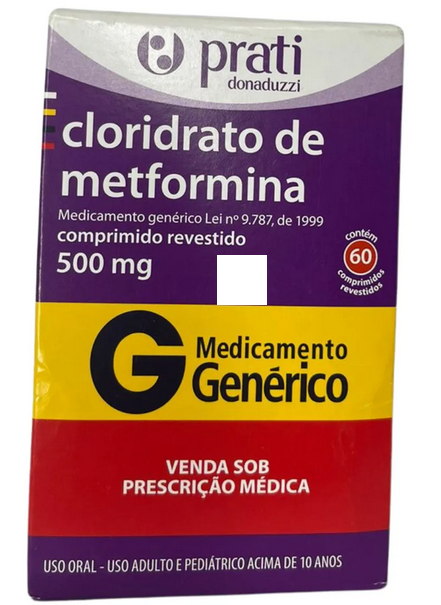 prati
donaduzzi
cloridrato de
metformina
Medicamento genérico Lei nº 9.787, de 1999
comprimido revestido
500 mg
contém
60
comprimidos
revestidos
G Medicamento
Genérico
VENDA SOB
PRESCRIÇÃO MÉDICA
USO ORAL - USO ADULTO E PEDIÁTRICO ACIMA DE 10 ANOS